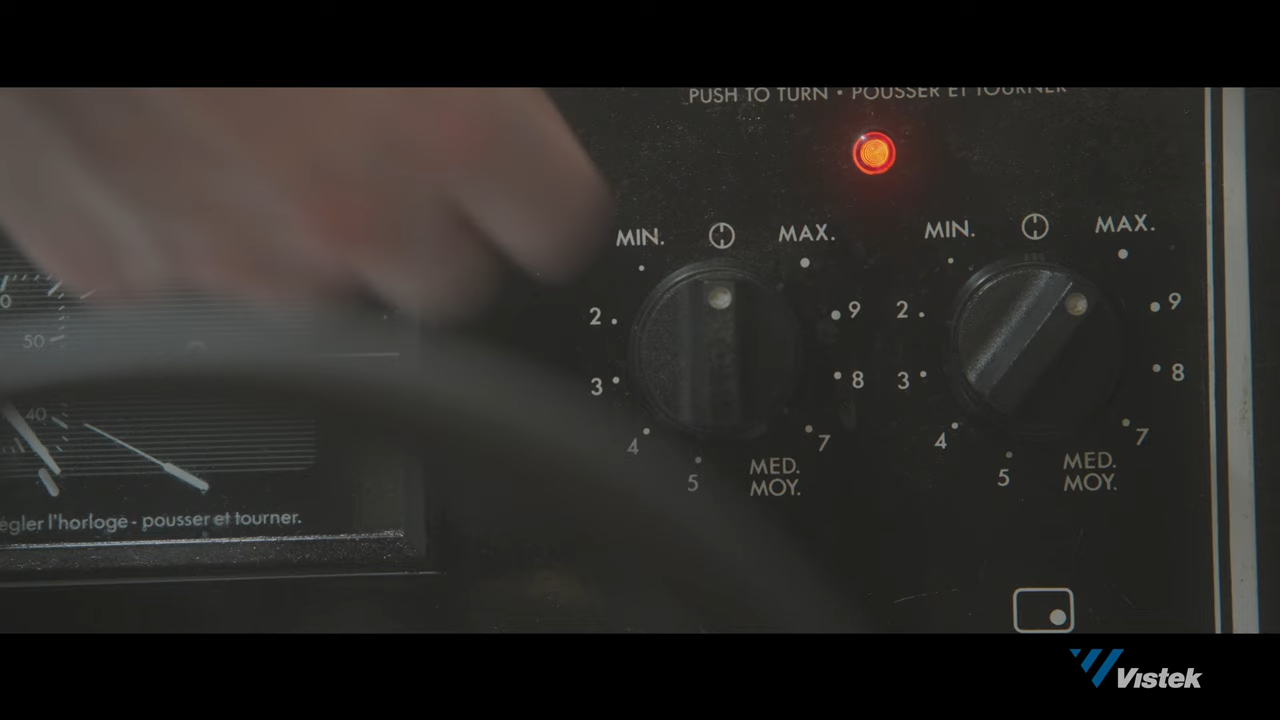 PUSH TO TURN • POUSSER ET TOURNER
MIN. MAX.
2 9
3 8
4 7
5 MED.
MOY.
MIN. MAX.
2 9
3 8
4 7
5 MED.
MOY.
0
50
40
égler l'horloge - pousser et tourner.
Vistek